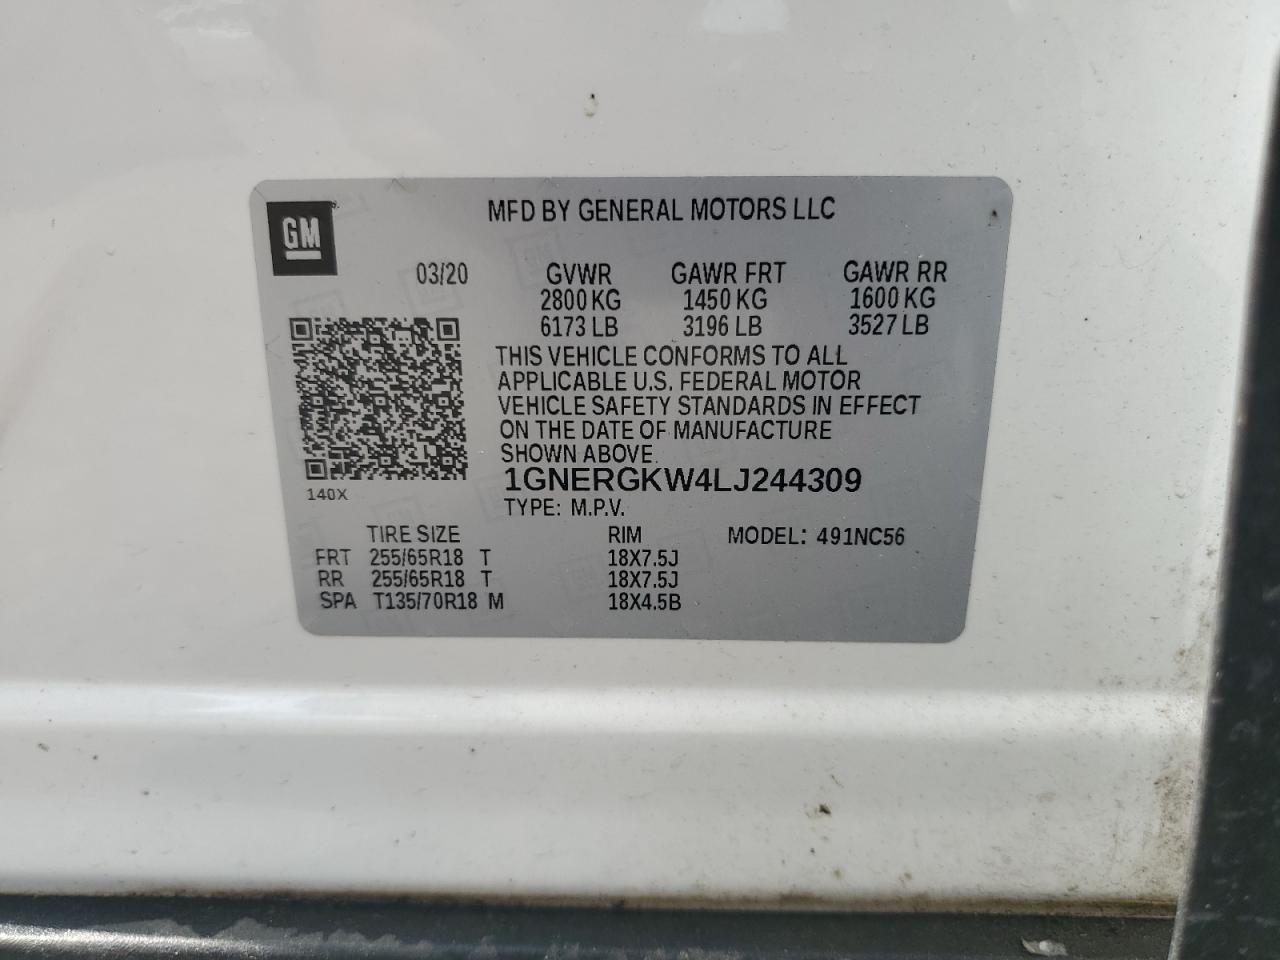 GM
MFD BY GENERAL MOTORS LLC
03/20 GVWR GAWR FRT GAWR RR
2800 KG 1450 KG 1600 KG
6173 LB 3196 LB 3527 LB
THIS VEHICLE CONFORMS TO ALL
APPLICABLE U.S. FEDERAL MOTOR
VEHICLE SAFETY STANDARDS IN EFFECT
ON THE DATE OF MANUFACTURE
SHOWN ABOVE.
1GNERGKW4LJ244309
140X
TYPE: M.P.V.
TIRE SIZE RIM MODEL: 491NC56
FRT 255/65R18 T 18X7.5J
RR 255/65R18 T 18X7.5J
SPA T135/70R18 M 18X4.5B